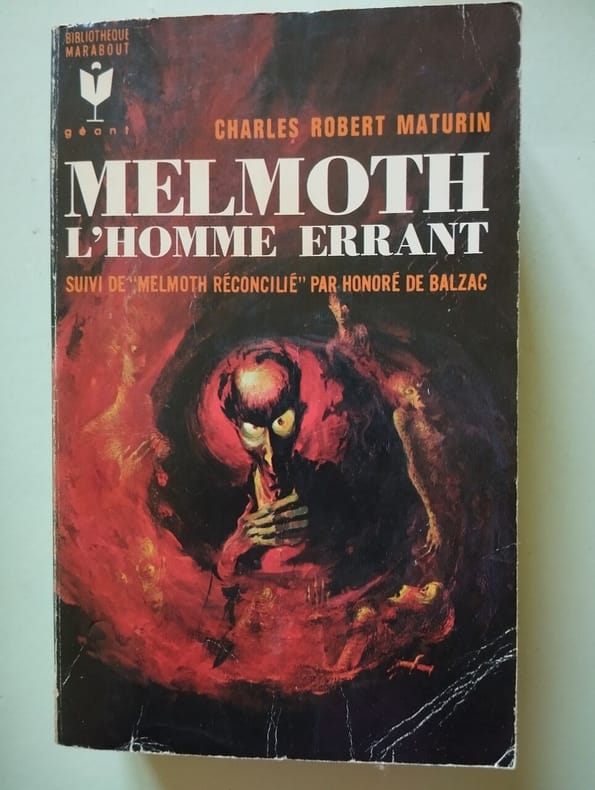 BIBLIOTHEQUE
MARABOUT
géant
CHARLES ROBERT MATURIN
MELMOTH
L'HOMME ERRANT
SUIVI DE "MELMOTH RÉCONCILIÉ" PAR HONORÉ DE BALZAC